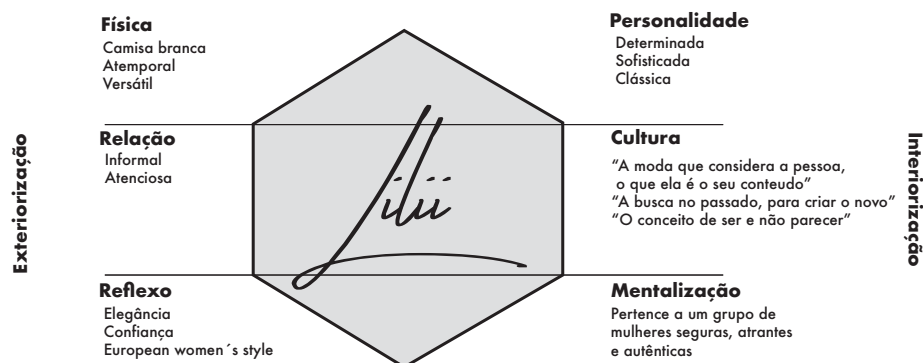 Física
Camisa branca
Atemporal
Versátil
Personalidade
Determinada
Sofisticada
Clássica
Exteriorização
Relação
Informal
Atenciosa
Lilii
Cultura
“A moda que considera a pessoa,
o que ela é o seu conteudo”
“A busca no passado, para criar o novo”
“O conceito de ser e não parecer”
Interiorização
Reflexo
Elegância
Confiança
European women´s style
Mentalização
Pertence a um grupo de
mulheres seguras, atrantes
e autênticas